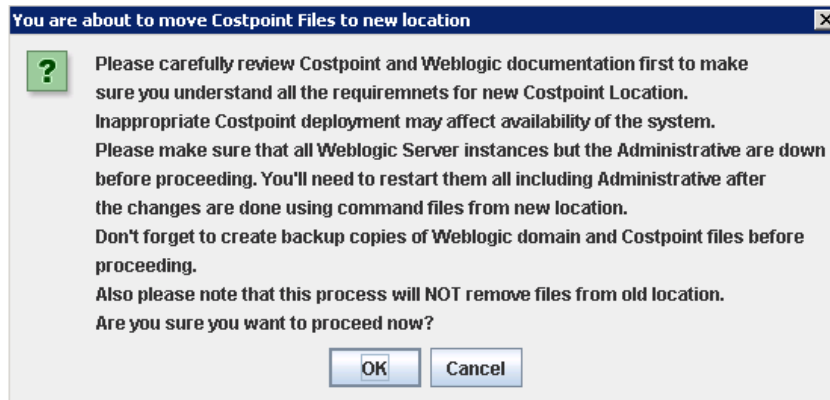 You are about to move Costpoint Files to new location
Please carefully review Costpoint and Weblogic documentation first to make
sure you understand all the requiremnets for new Costpoint Location.
Inappropriate Costpoint deployment may affect availability of the system.
Please make sure that all Weblogic Server instances but the Administrative are down
before proceeding. You'll need to restart them all including Administrative after
the changes are done using command files from new location.
Don't forget to create backup copies of Weblogic domain and Costpoint files before
proceeding.
Also please note that this process will NOT remove files from old location.
Are you sure you want to proceed now?
OK Cancel